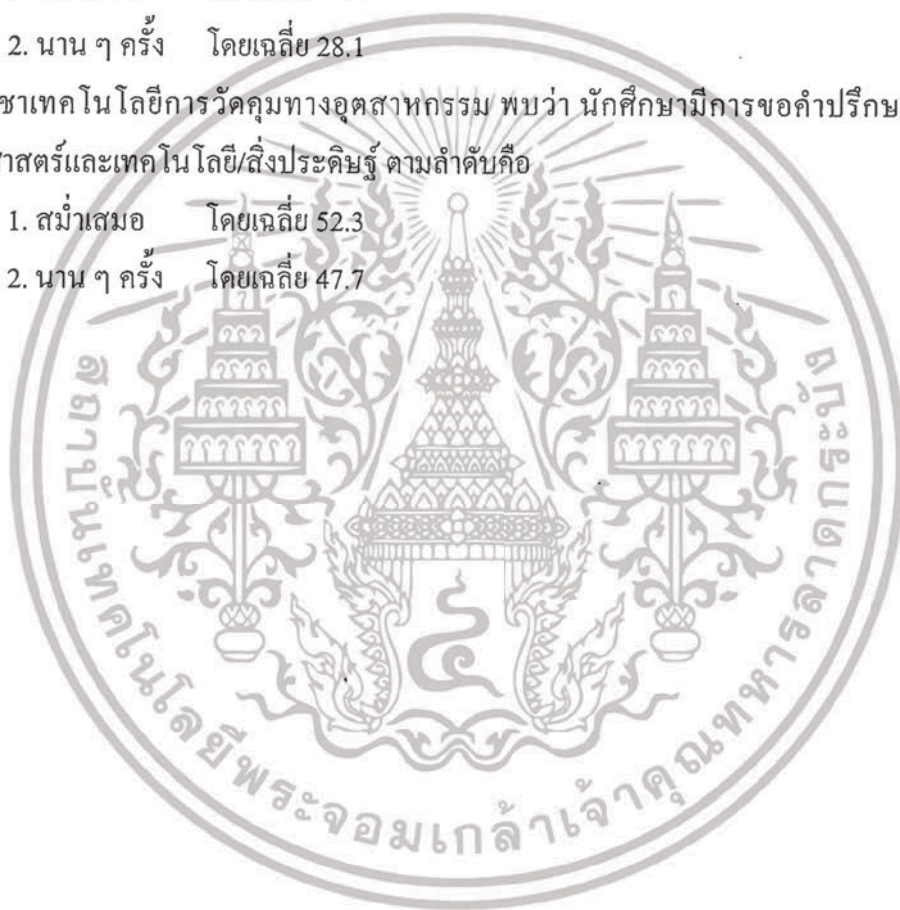 2. นาน ๆ ครั้ง โดยเฉลี่ย 28.1
ชาเทคโนโลยีการวัดคุมทางอุตสาหกรรม พบว่า นักศึกษามีการขอคำปรึกษ
าสตร์และเทคโนโลยี/สิ่งประดิษฐ์ ตามลำดับคือ
1. สม่ำเสมอ โดยเฉลี่ย 52.3
2. นาน ๆ ครั้ง โดยเฉลี่ย 47.7
สถาบันเทคโนโลยีพระจอมเกล้าเจ้าคุณทหารลาดกระบัง